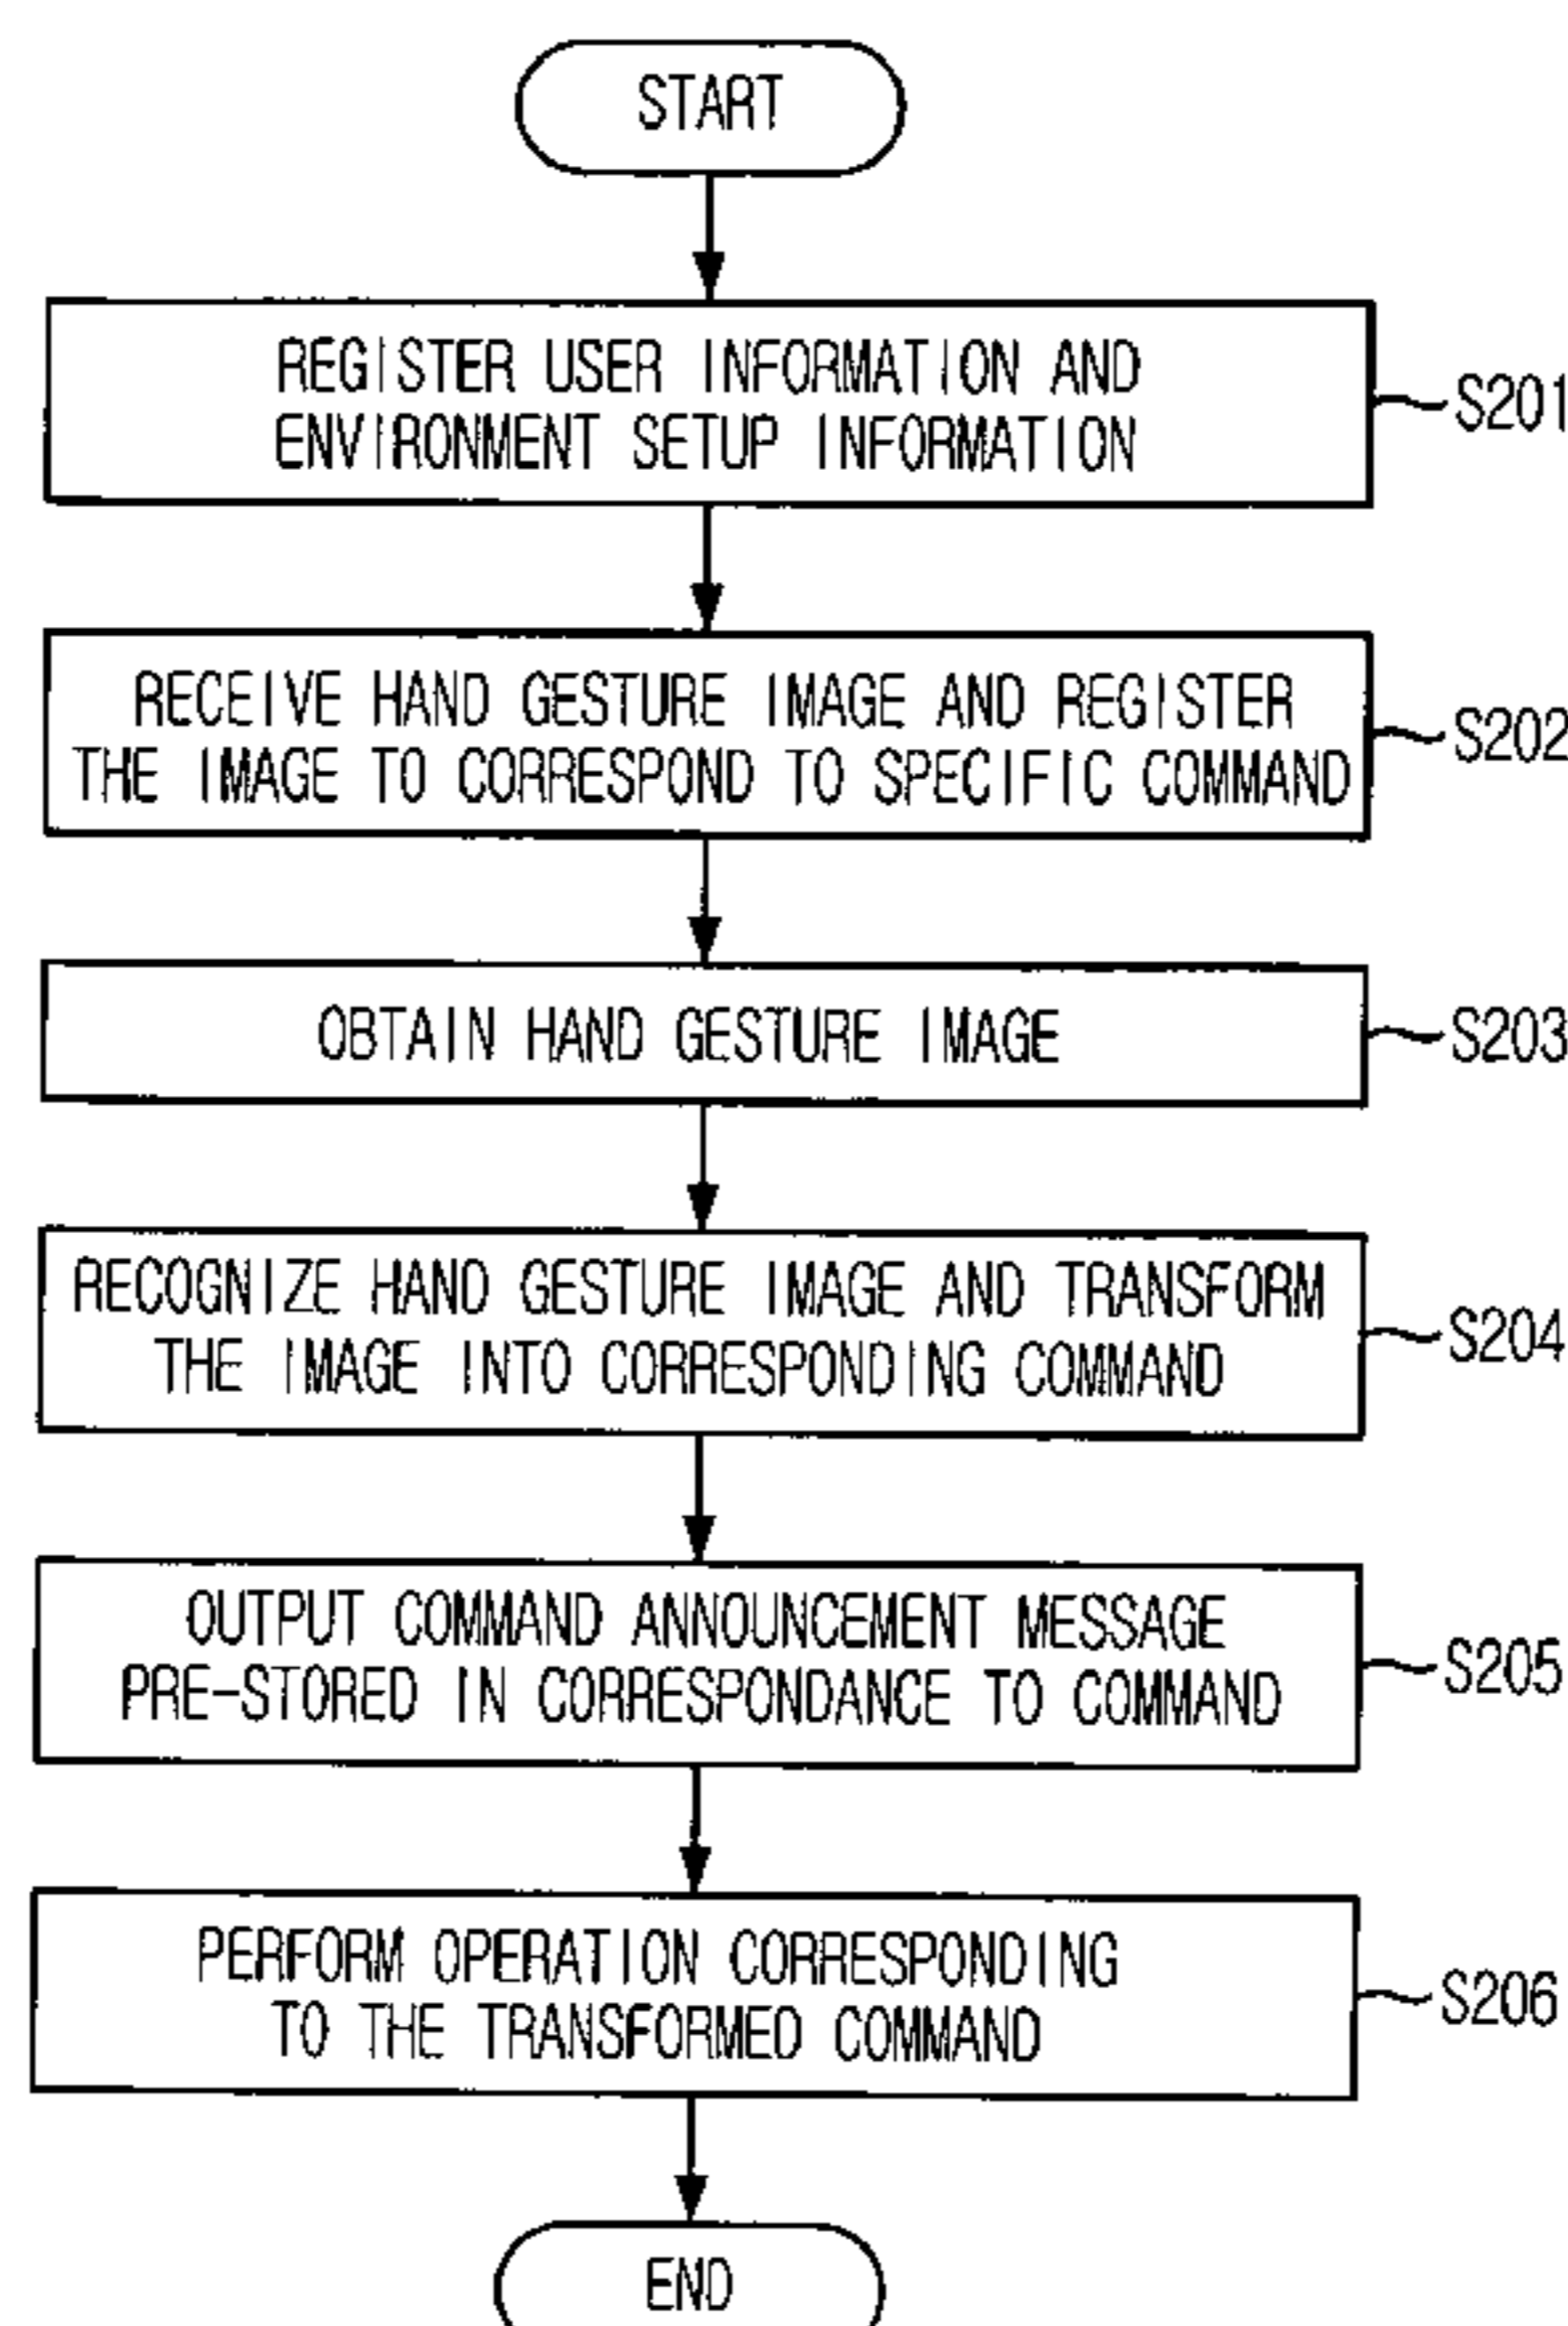 START
REGISTER USER INFORMATION AND
ENVIRONMENT SETUP INFORMATION
S201
RECEIVE HAND GESTURE IMAGE AND REGISTER
THE IMAGE TO CORRESPOND TO SPECIFIC COMMAND
S202
OBTAIN HAND GESTURE IMAGE
S203
RECOGNIZE HAND GESTURE IMAGE AND TRANSFORM
THE IMAGE INTO CORRESPONDING COMMAND
S204
OUTPUT COMMAND ANNOUNCEMENT MESSAGE
PRE-STORED IN CORRESPONDANCE TO COMMAND
S205
PERFORM OPERATION CORRESPONDING
TO THE TRANSFORMED COMMAND
S206
END